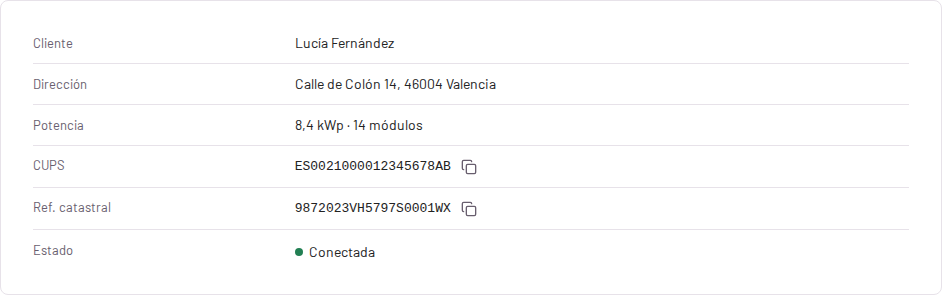 Cliente Lucía Fernández
Dirección Calle de Colón 14, 46004 Valencia
Potencia 8,4 kWp · 14 módulos
CUPS ES0021000012345678AB
Ref. catastral 9872023VH5797S0001WX
Estado Conectada